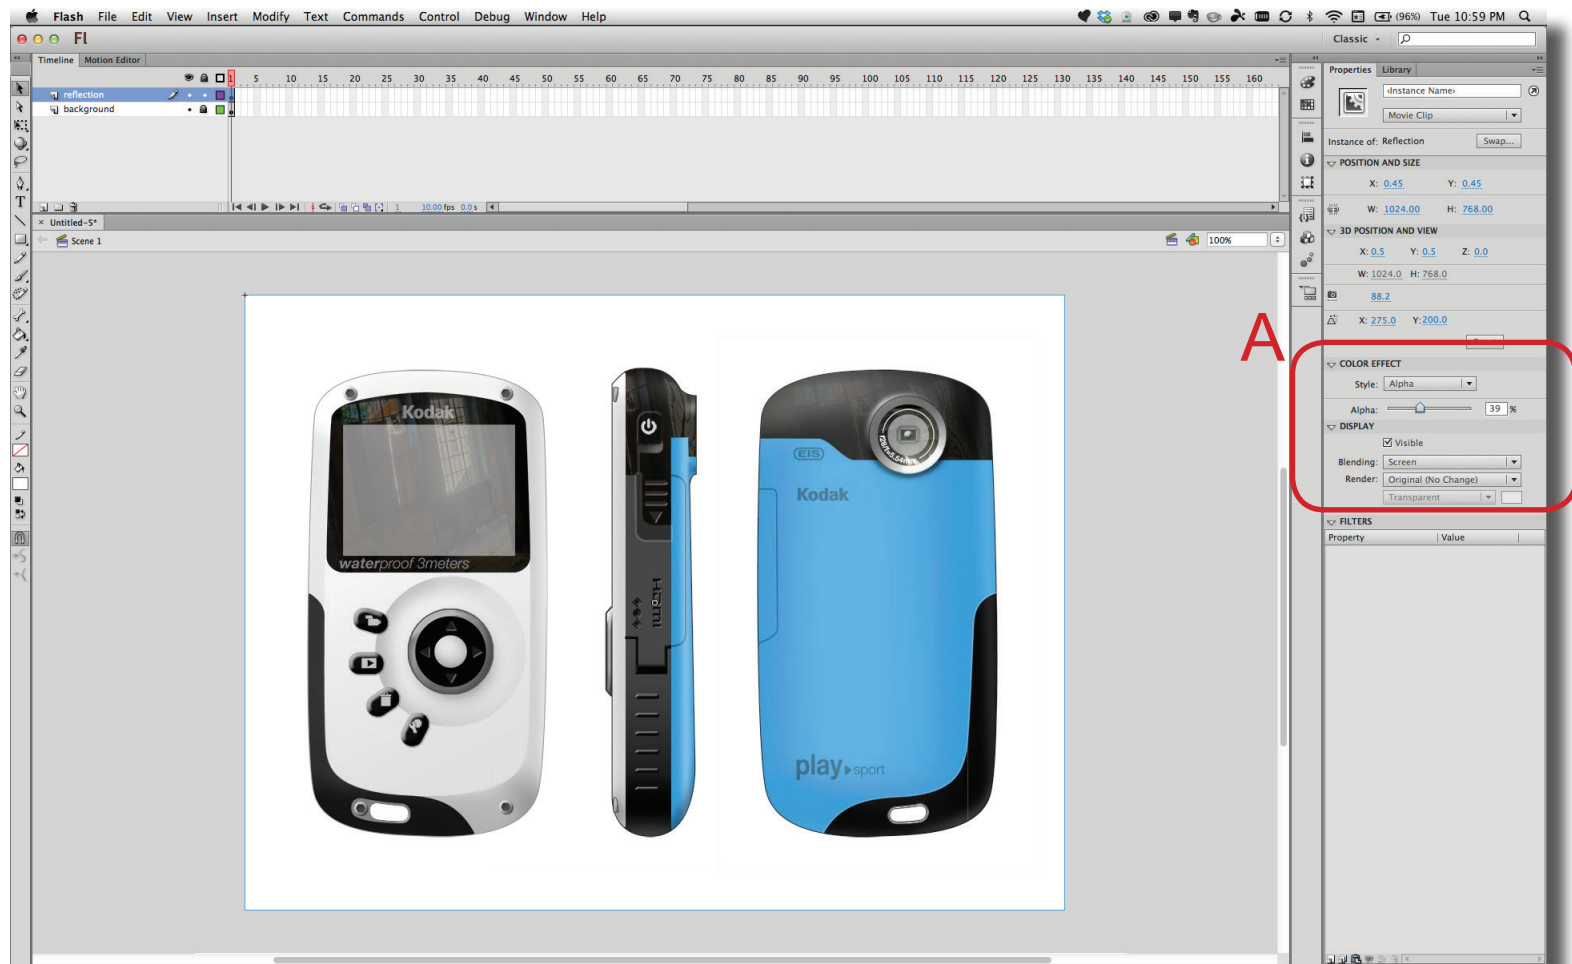 Flash File Edit View Insert Modify Text Commands Control Debug Window Help
(96%) Tue 10:59 PM
Fl
Classic
Timeline Motion Editor
1 5 10 15 20 25 30 35 40 45 50 55 60 65 70 75 80 85 90 95 100 105 110 115 120 125 130 135 140 145 150 155 160
reflection
background
1 10.00 fps 0.0 s
× Untitled-5*
Scene 1
100%
Kodak
waterproof 3meters
HDMI
EIS
Kodak
play sport
A
Properties Library
<Instance Name>
Movie Clip
Instance of: Reflection Swap...
POSITION AND SIZE
X: 0.45 Y: 0.45
W: 1024.00 H: 768.00
3D POSITION AND VIEW
X: 0.5 Y: 0.5 Z: 0.0
W: 1024.0 H: 768.0
88.2
X: 275.0 Y: 200.0
COLOR EFFECT
Style: Alpha
Alpha: 39 %
DISPLAY
Visible
Blending: Screen
Render: Original (No Change)
Transparent
FILTERS
Property Value